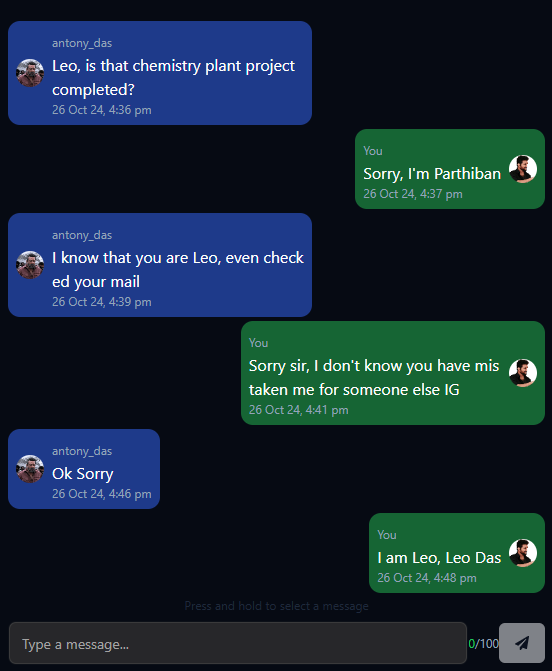 antony_das
Leo, is that chemistry plant project
completed?
26 Oct 24, 4:36 pm
You
Sorry, I'm Parthiban
26 Oct 24, 4:37 pm
antony_das
I know that you are Leo, even check
ed your mail
26 Oct 24, 4:39 pm
You
Sorry sir, I don't know you have mis
taken me for someone else IG
26 Oct 24, 4:41 pm
antony_das
Ok Sorry
26 Oct 24, 4:46 pm
You
I am Leo, Leo Das
26 Oct 24, 4:48 pm
Press and hold to select a message
Type a message...
0/100